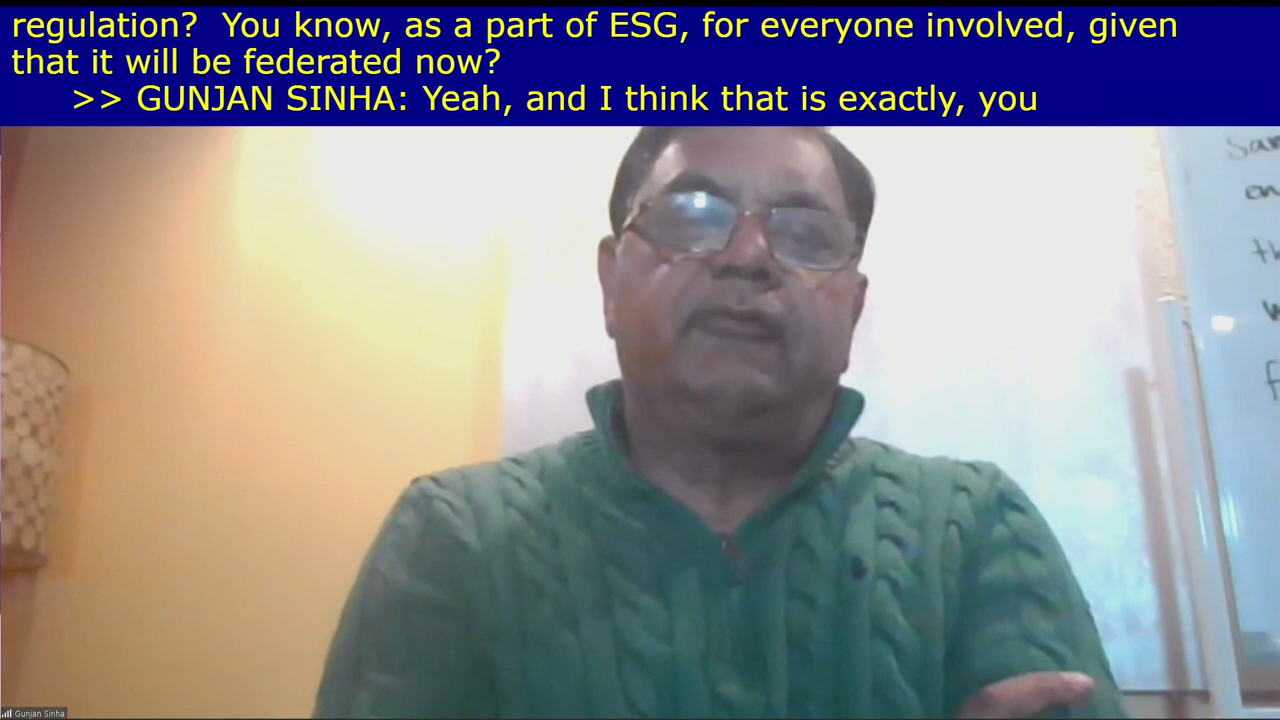 regulation?  You know, as a part of ESG, for everyone involved, given
that it will be federated now?
>> GUNJAN SINHA: Yeah, and I think that is exactly, you
on
Gunjan Sinha